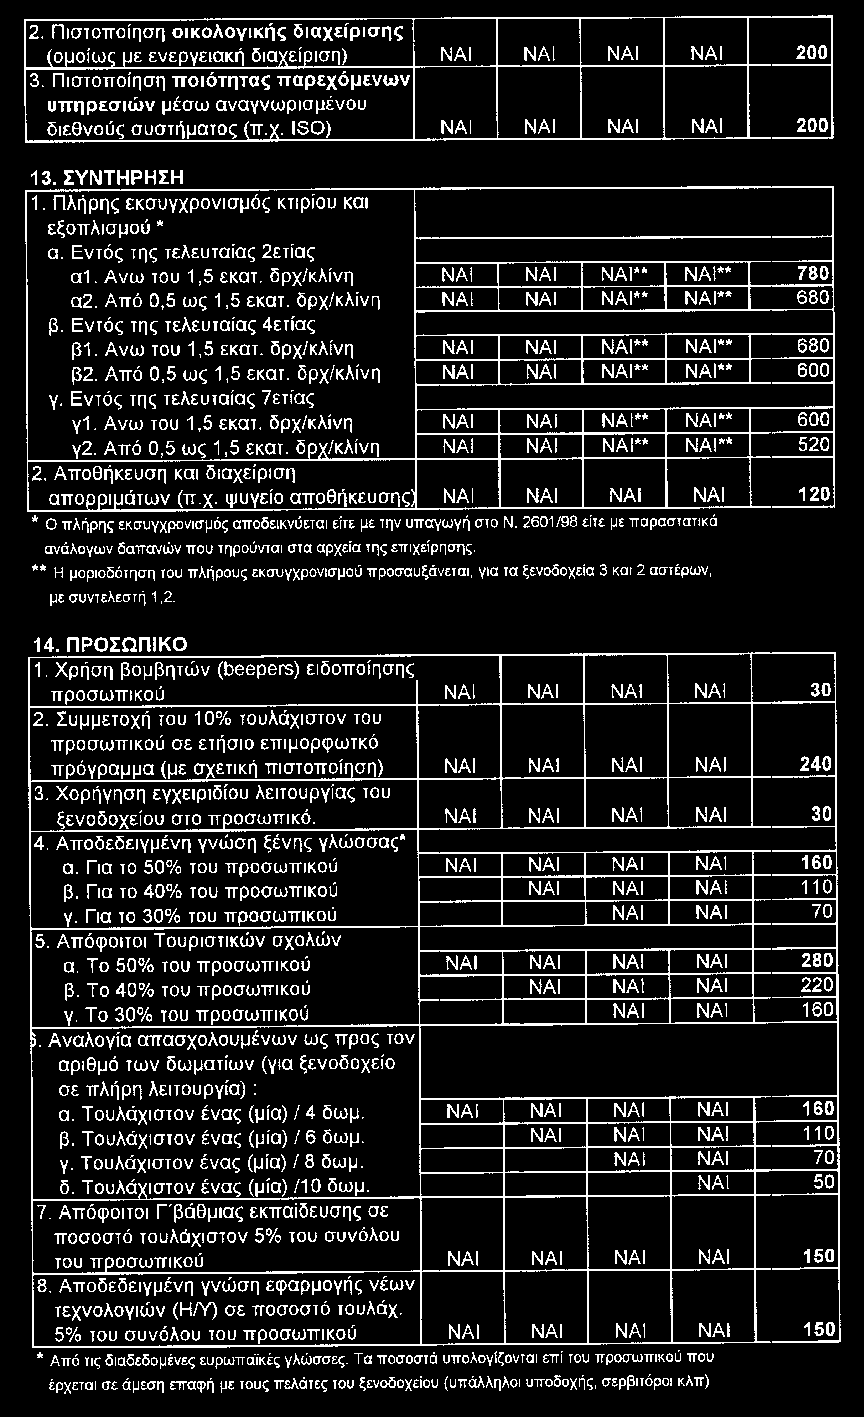 2. Πιστοποίηση οικολογικής διαχείρισης
(ομοίως με ενεργειακή διαχείριση) ΝΑΙ ΝΑΙ ΝΑΙ ΝΑΙ 200
3. Πιστοποίηση ποιότητας παρεχόμενων
υπηρεσιών μέσω αναγνωρισμένου
διεθνούς συστήματος (π.χ. ISO) ΝΑΙ ΝΑΙ ΝΑΙ ΝΑΙ 200
13. ΣΥΝΤΗΡΗΣΗ
1. Πλήρης εκσυγχρονισμός κτιρίου και
εξοπλισμού *
α. Εντός της τελευταίας 2ετίας
α1. Ανω του 1,5 εκατ. δρχ/κλίνη ΝΑΙ ΝΑΙ ΝΑΙ** ΝΑΙ** 780
α2. Από 0,5 ως 1,5 εκατ. δρχ/κλίνη ΝΑΙ ΝΑΙ ΝΑΙ** ΝΑΙ** 680
β. Εντός της τελευταίας 4ετίας
β1. Ανω του 1,5 εκατ. δρχ/κλίνη ΝΑΙ ΝΑΙ ΝΑΙ** ΝΑΙ** 680
β2. Από 0,5 ως 1,5 εκατ. δρχ/κλίνη ΝΑΙ ΝΑΙ ΝΑΙ** ΝΑΙ** 600
γ. Εντός της τελευταίας 7ετίας
γ1. Ανω του 1,5 εκατ. δρχ/κλίνη ΝΑΙ ΝΑΙ ΝΑΙ** ΝΑΙ** 600
γ2. Από 0,5 ως 1,5 εκατ. δρχ/κλίνη ΝΑΙ ΝΑΙ ΝΑΙ** ΝΑΙ** 520
2. Αποθήκευση και διαχείριση
απορριμάτων (π.χ. ψυγείο αποθήκευσης) ΝΑΙ ΝΑΙ ΝΑΙ ΝΑΙ 120
* Ο πλήρης εκσυγχρονισμός αποδεικνύεται είτε με την υπαγωγή στο Ν. 2601/98 είτε με παραστατικά
ανάλογων δαπανών που τηρούνται στα αρχεία της επιχείρησης.
** Η μοριοδότηση του πλήρους εκσυγχρονισμού προσαυξάνεται, για τα ξενοδοχεία 3 και 2 αστέρων,
με συντελεστή 1,2.
14. ΠΡΟΣΩΠΙΚΟ
1. Χρήση βομβητών (beepers) ειδοποίησης
προσωπικού ΝΑΙ ΝΑΙ ΝΑΙ ΝΑΙ 30
2. Συμμετοχή του 10% τουλάχιστον του
προσωπικού σε ετήσιο επιμορφωτκό
πρόγραμμα (με σχετική πιστοποίηση) ΝΑΙ ΝΑΙ ΝΑΙ ΝΑΙ 240
3. Χορήγηση εγχειριδίου λειτουργίας του
ξενοδοχείου στο προσωπικό. ΝΑΙ ΝΑΙ ΝΑΙ ΝΑΙ 30
4. Αποδεδειγμένη γνώση ξένης γλώσσας*
α. Για το 50% του προσωπικού ΝΑΙ ΝΑΙ ΝΑΙ ΝΑΙ 160
β. Για το 40% του προσωπικού ΝΑΙ ΝΑΙ ΝΑΙ 110
γ. Για το 30% του προσωπικού ΝΑΙ ΝΑΙ 70
5. Απόφοιτοι Τουριστικών σχολών
α. Το 50% του προσωπικού ΝΑΙ ΝΑΙ ΝΑΙ ΝΑΙ 280
β. Το 40% του προσωπικού ΝΑΙ ΝΑΙ ΝΑΙ 220
γ. Το 30% του προσωπικού ΝΑΙ ΝΑΙ 160
. Αναλογία απασχολουμένων ως προς τον
αριθμό των δωματίων (για ξενοδοχείο
σε πλήρη λειτουργία) :
α. Τουλάχιστον ένας (μία) / 4 δωμ. ΝΑΙ ΝΑΙ ΝΑΙ ΝΑΙ 160
β. Τουλάχιστον ένας (μία) / 6 δωμ. ΝΑΙ ΝΑΙ ΝΑΙ 110
γ. Τουλάχιστον ένας (μία) / 8 δωμ. ΝΑΙ ΝΑΙ 70
δ. Τουλάχιστον ένας (μία) /10 δωμ. ΝΑΙ 50
7. Απόφοιτοι Γ'βάθμιας εκπαίδευσης σε
ποσοστό τουλάχιστον 5% του συνόλου
του προσωπικού ΝΑΙ ΝΑΙ ΝΑΙ ΝΑΙ 150
8. Αποδεδειγμένη γνώση εφαρμογής νέων
τεχνολογιών (Η/Υ) σε ποσοστό τουλάχ.
5% του συνόλου του προσωπικού ΝΑΙ ΝΑΙ ΝΑΙ ΝΑΙ 150
* Από τις διαδεδομένες ευρωπαϊκές γλώσσες. Τα ποσοστά υπολογίζονται επί του προσωπικού που
έρχεται σε άμεση επαφή με τους πελάτες του ξενοδοχείου (υπάλληλοι υποδοχής, σερβιτόροι κλπ)